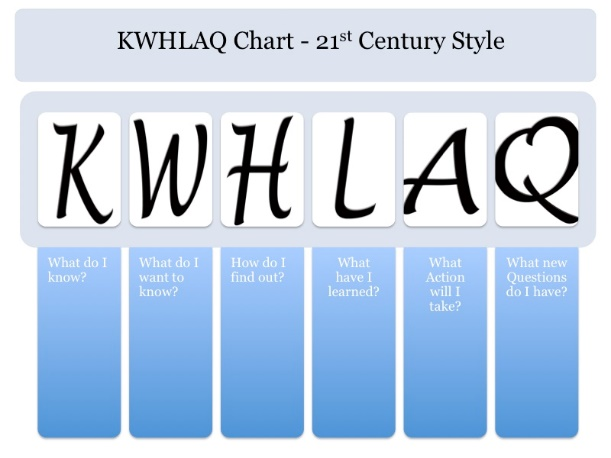 KWHLAQ Chart - 21st Century Style
K W H L A Q
What do I
know?
What do I
want to
know?
How do I
find out?
What
have I
learned?
What
Action
will I
take?
What new
Questions
do I have?